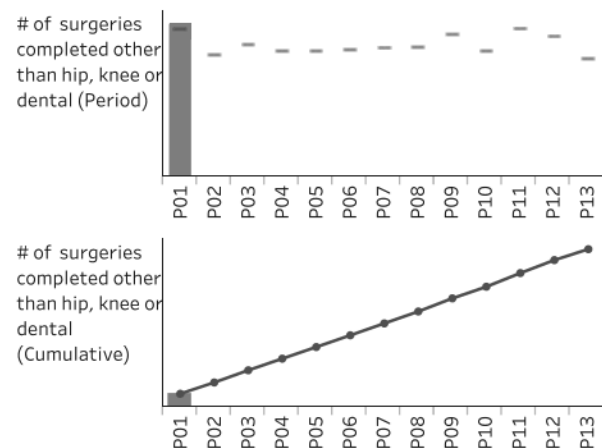 # of surgeries
completed other
than hip, knee or
dental (Period)
P01
P02
P03
P04
P05
P06
P07
P08
P09
P10
P11
P12
P13
# of surgeries
completed other
than hip, knee or
dental
(Cumulative)
P01
P02
P03
P04
P05
P06
P07
P08
P09
P10
P11
P12
P13